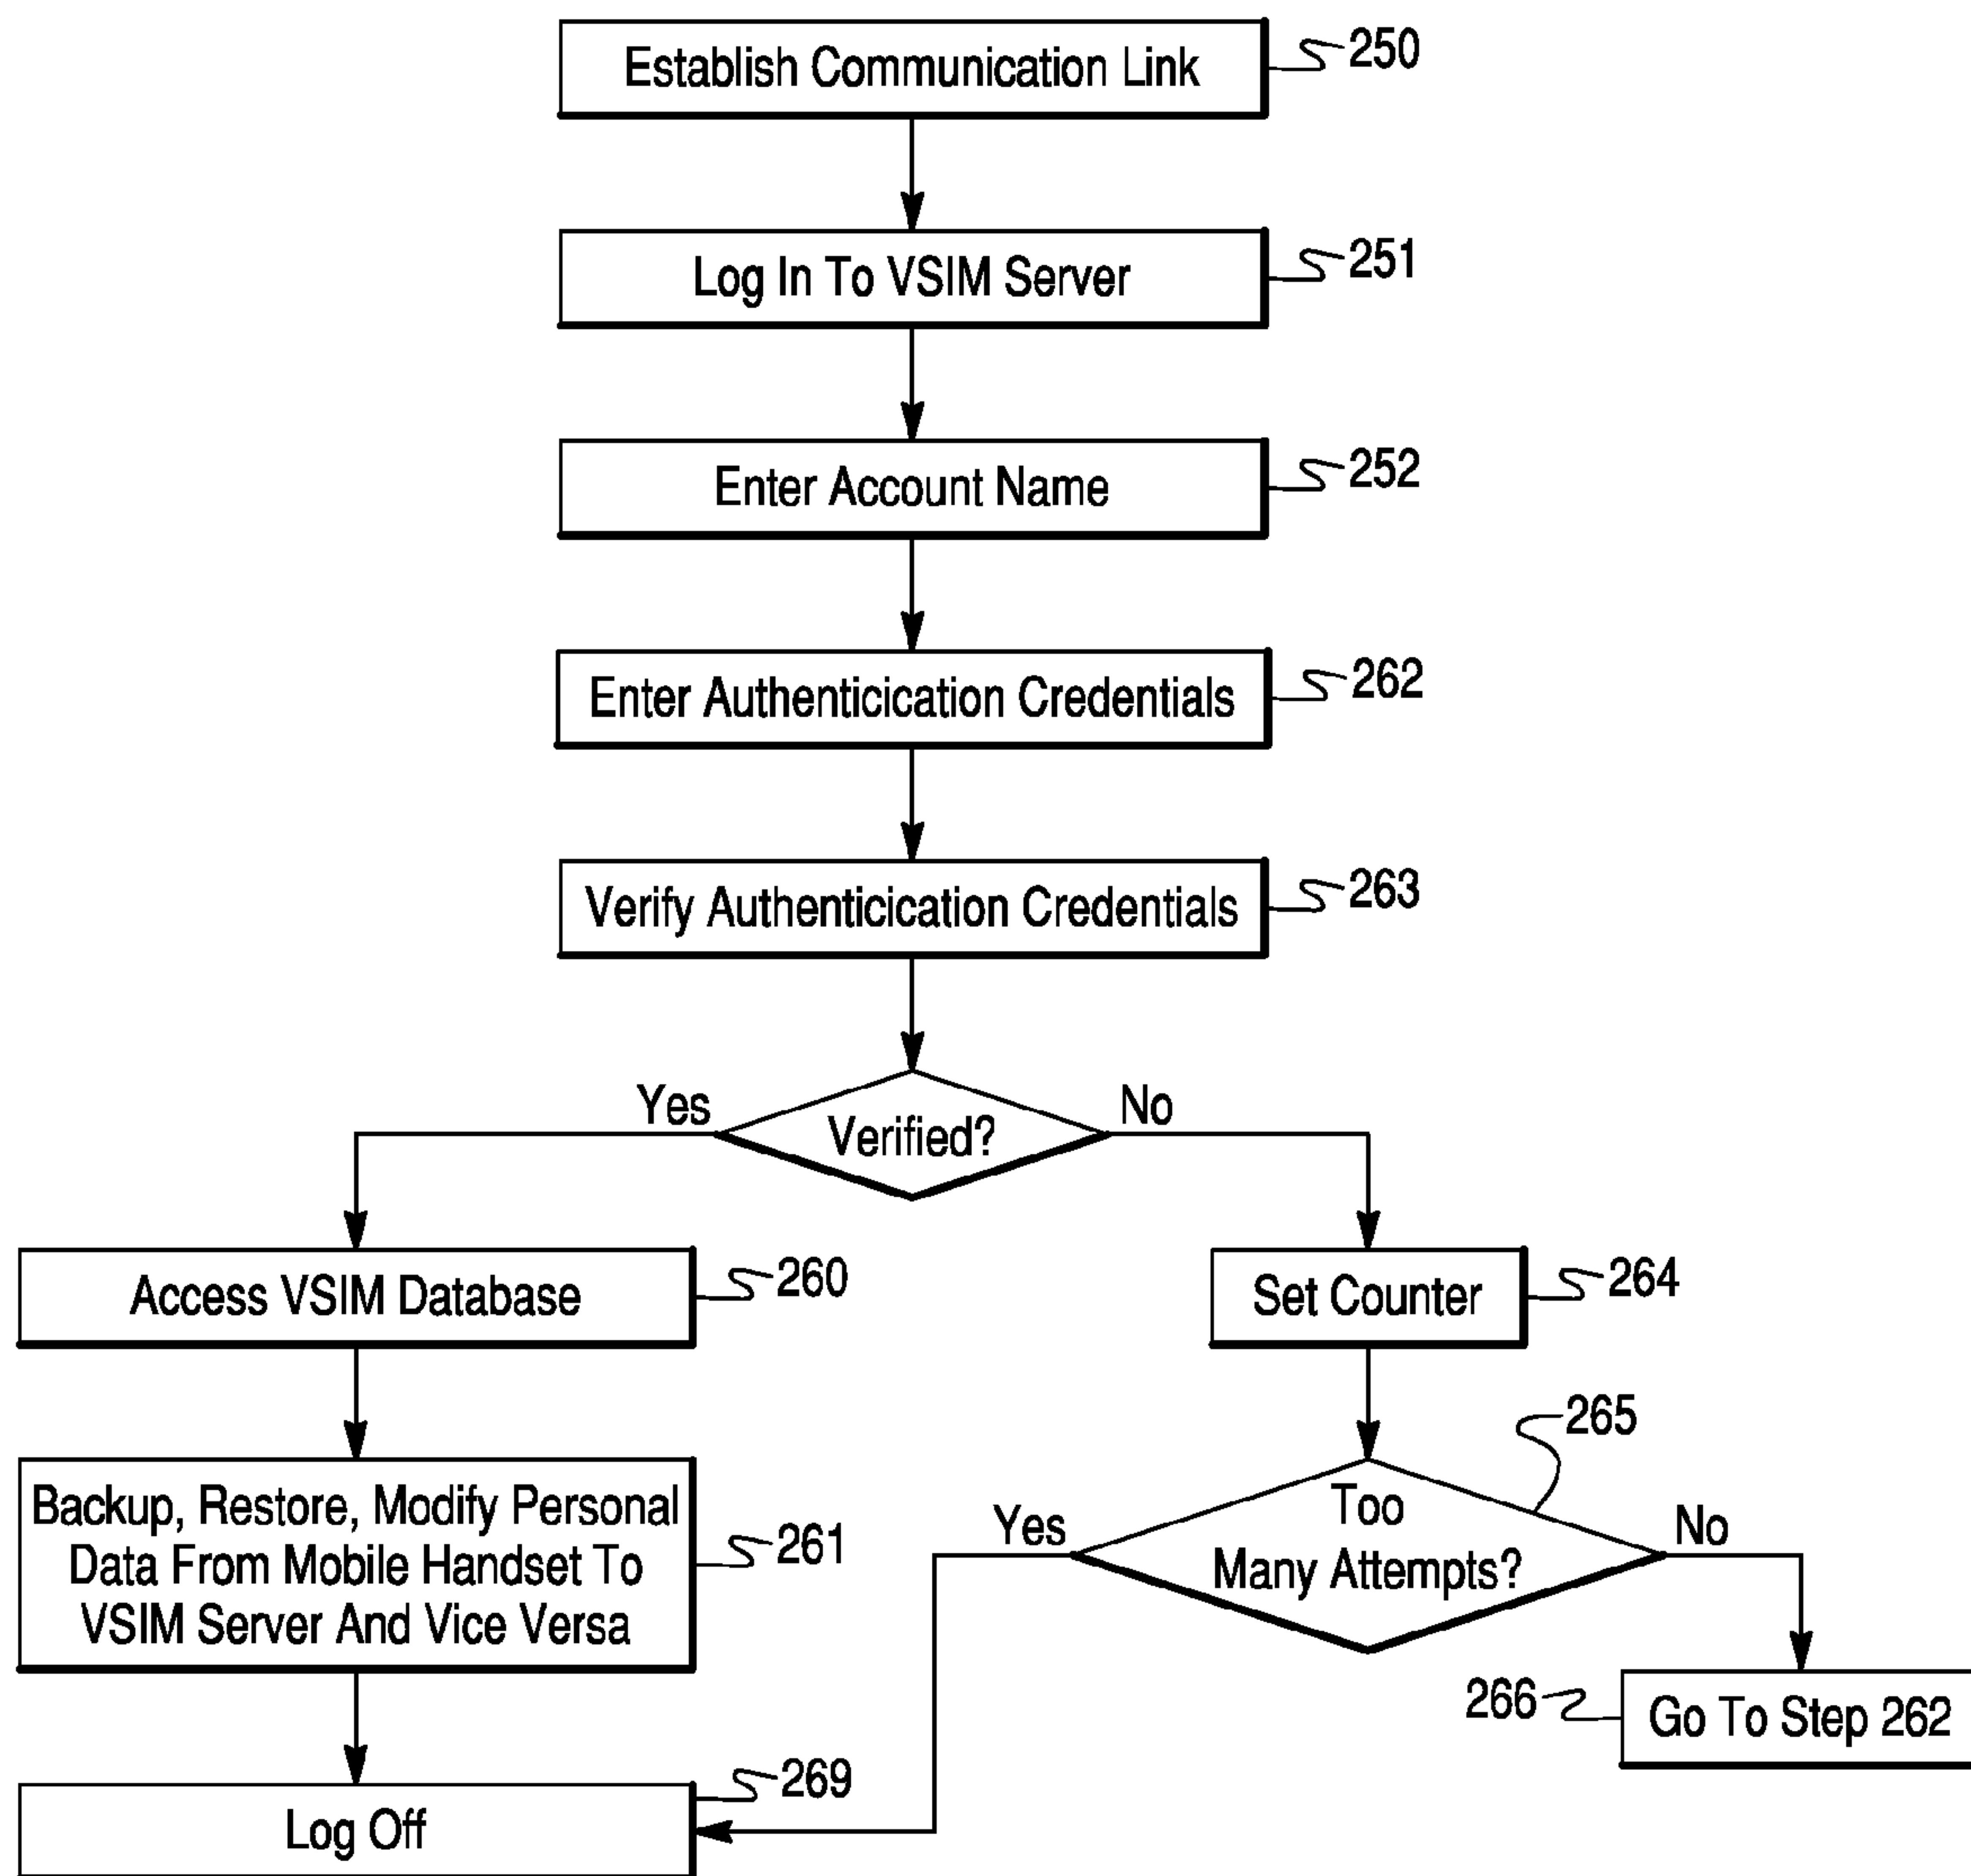 Establish Communication Link
250
Log In To VSIM Server
251
Enter Account Name
252
Enter Authenticication Credentials
262
Verify Authenticication Credentials
263
Verified?
Yes
No
Access VSIM Database
260
Set Counter
264
Backup, Restore, Modify Personal
Data From Mobile Handset To
VSIM Server And Vice Versa
261
265
Too
Many Attempts?
Yes
No
266
Go To Step 262
Log Off
269